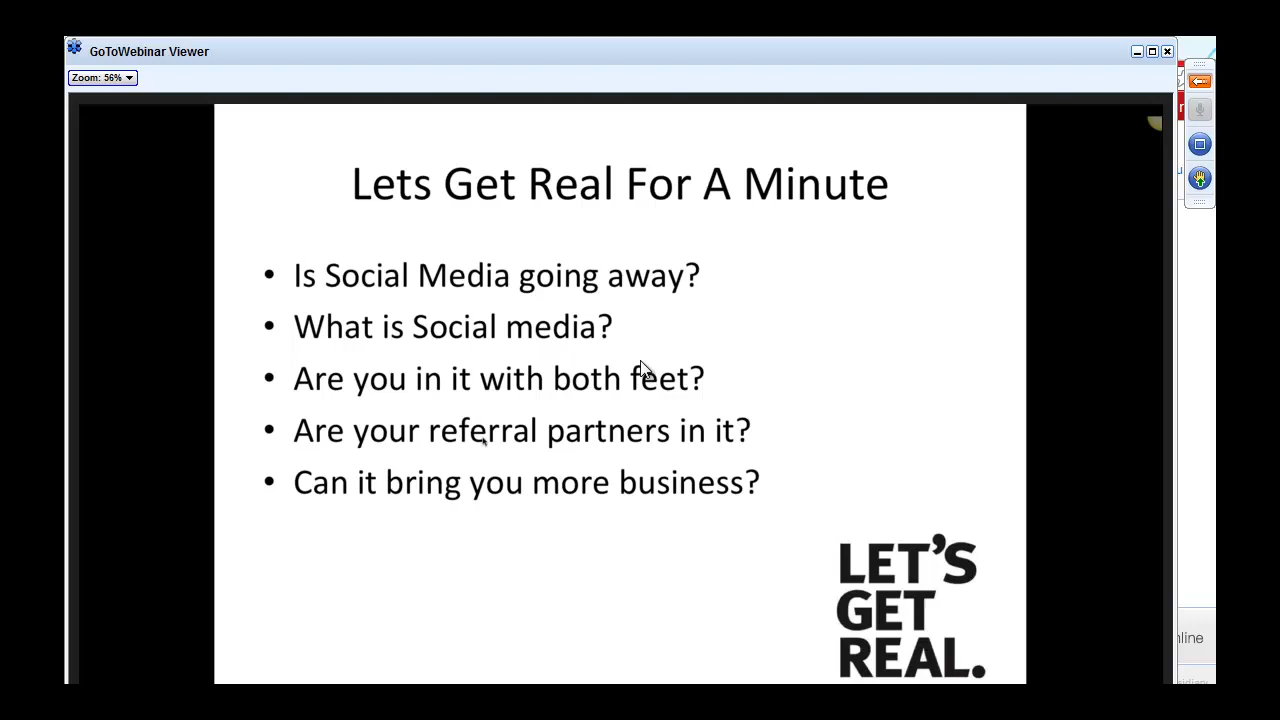 GoToWebinar Viewer
Zoom: 56%
Lets Get Real For A Minute
• Is Social Media going away?
• What is Social media?
• Are you in it with both feet?
• Are your referral partners in it?
• Can it bring you more business?
LET'S
GET
REAL.
nline